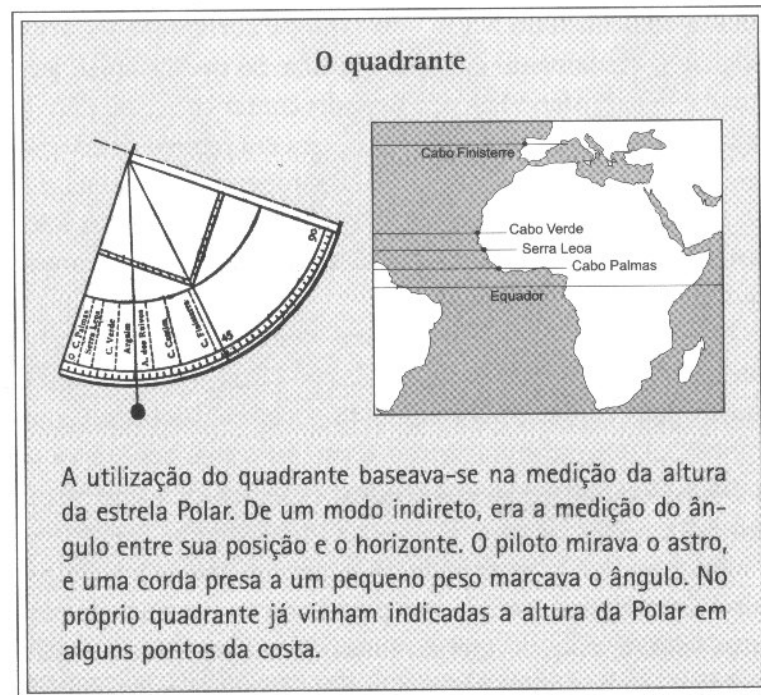 O quadrante
Cabo Finisterre
Cabo Verde
Serra Leoa
Cabo Palmas
Equador
0
C. Palmas
Serra Leoa
C. Verde
Arguim
A. dos Ruivos
C. Cantim
C. Finisterre
45
90
A utilização do quadrante baseava-se na medição da altura
da estrela Polar. De um modo indireto, era a medição do ân-
gulo entre sua posição e o horizonte. O piloto mirava o astro,
e uma corda presa a um pequeno peso marcava o ângulo. No
próprio quadrante já vinham indicadas a altura da Polar em
alguns pontos da costa.